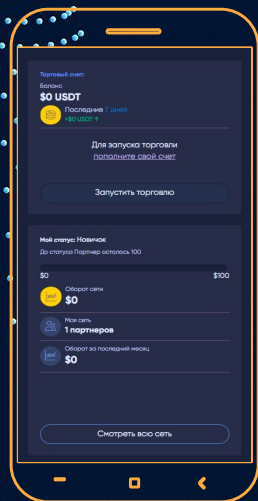 Торговый счет:
Баланс
$0 USDT
Последние 7 дней
+$0 USDT ↑
Для запуска торговли
пополните свой счет
Запустить торговлю
Мой статус: Новичок
До статуса Партнер осталось 100
$0 $100
Оборот сети
$0
Моя сеть
1 партнеров
Оборот за последний месяц
$0
Смотреть всю сеть